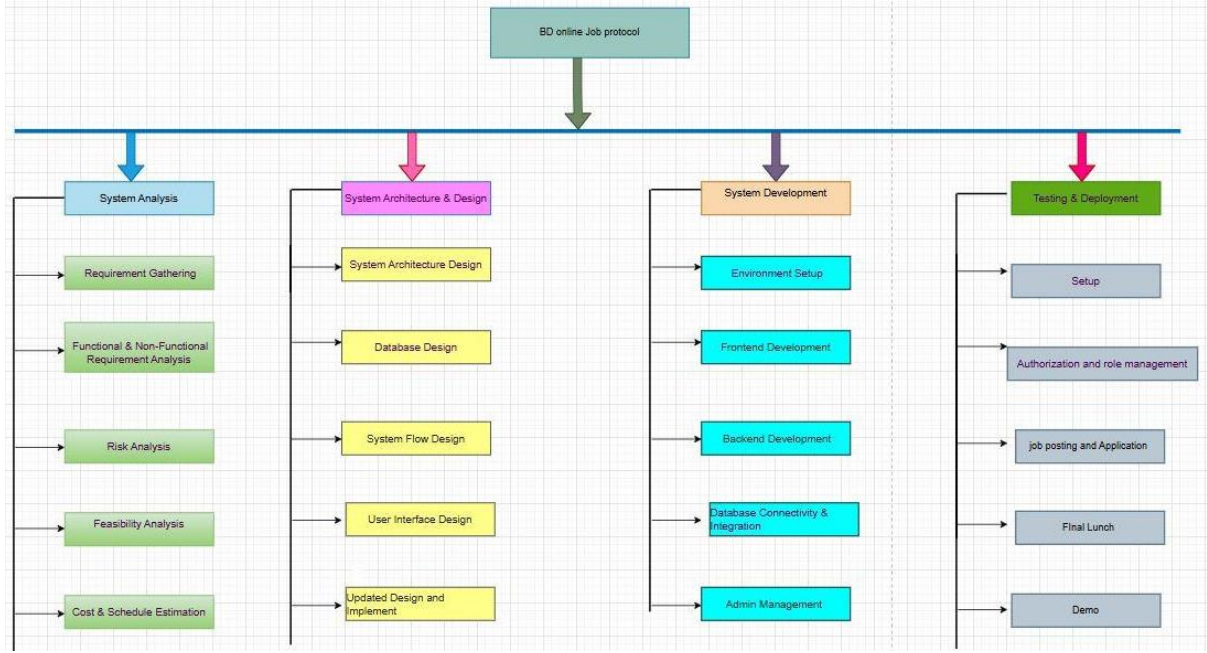 BD online Job protocol
System Analysis
Requirement Gathering
Functional & Non-Functional
Requirement Analysis
Risk Analysis
Feasibility Analysis
Cost & Schedule Estimation
System Architecture & Design
System Architecture Design
Database Design
System Flow Design
User Interface Design
Updated Design and
Implement
System Development
Environment Setup
Frontend Development
Backend Development
Database Connectivity &
Integration
Admin Management
Testing & Deployment
Setup
Authorization and role management
job posting and Application
FInal Lunch
Demo